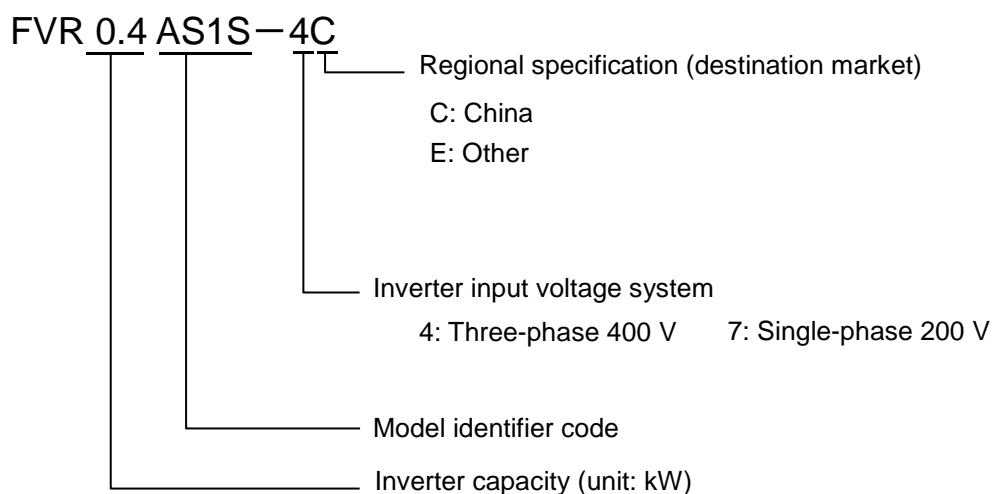 FVR 0.4 AS1S－4C
Regional specification (destination market)
C: China
E: Other
Inverter input voltage system
4: Three-phase 400 V 7: Single-phase 200 V
Model identifier code
Inverter capacity (unit: kW)